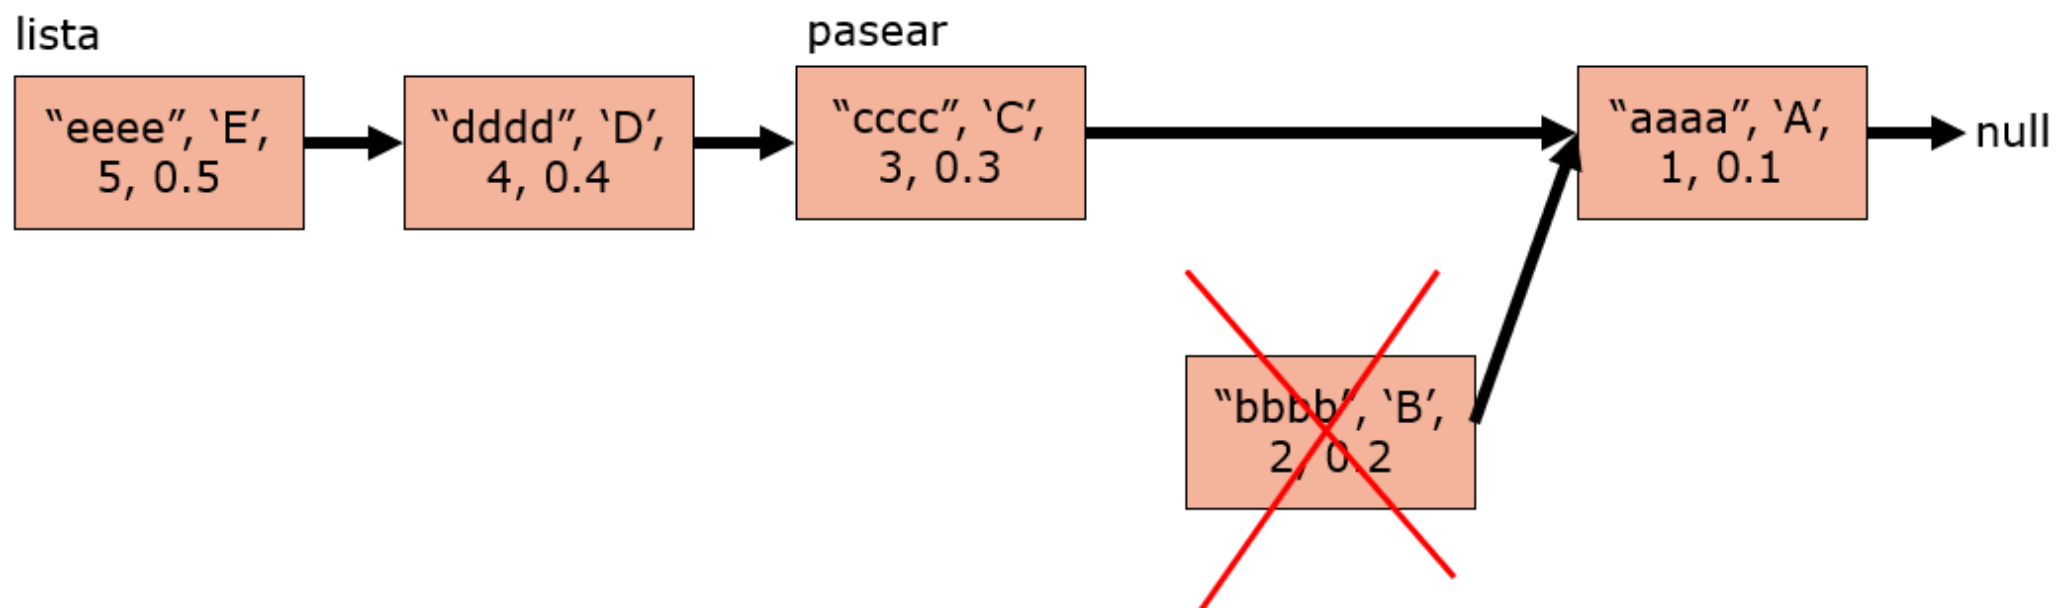 lista
pasear
“eeee”, ‘E’,
5, 0.5
“dddd”, ‘D’,
4, 0.4
“cccc”, ‘C’,
3, 0.3
“aaaa”, ‘A’,
1, 0.1
null
“bbbb”, ‘B’,
2, 0.2